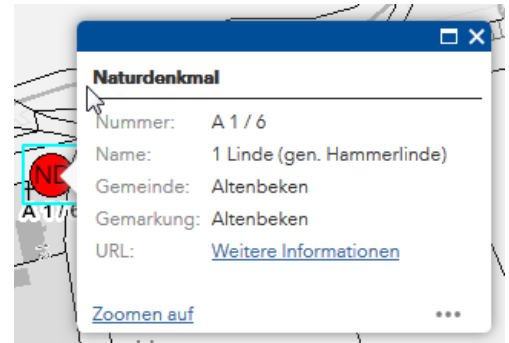 Naturdenkmal
Nummer: A 1 / 6
Name: 1 Linde (gen. Hammerlinde)
Gemeinde: Altenbeken
ND
Gemarkung: Altenbeken
A 1 / 6
URL: Weitere Informationen
Zoomen auf